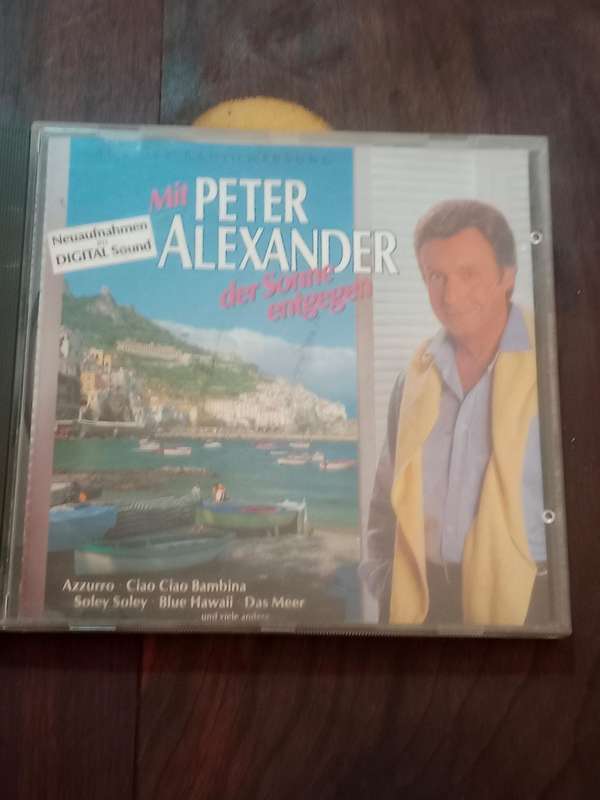 Mit
PETER
ALEXANDER
der Sonne
entgegen
Neuaufnahmen
in
DIGITAL Sound
Azzurro · Ciao Ciao Bambina
Soley Soley · Blue Hawaii · Das Meer
und viele andere